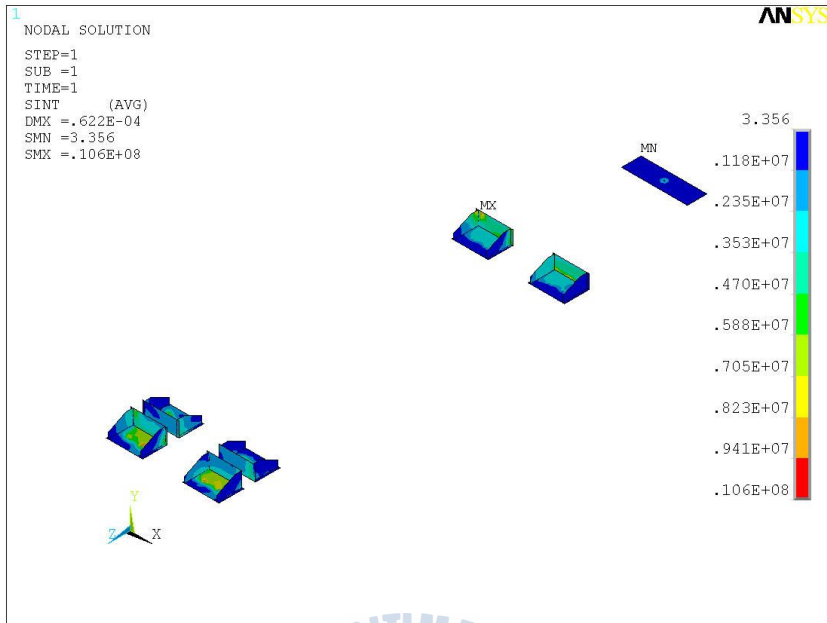 1
NODAL SOLUTION
STEP=1
SUB =1
TIME=1
SINT (AVG)
DMX =.622E-04
SMN =3.356
SMX =.106E+08
ANSYS
3.356
.118E+07
.235E+07
.353E+07
.470E+07
.588E+07
.705E+07
.823E+07
.941E+07
.106E+08
MN
MX
Y
Z
X